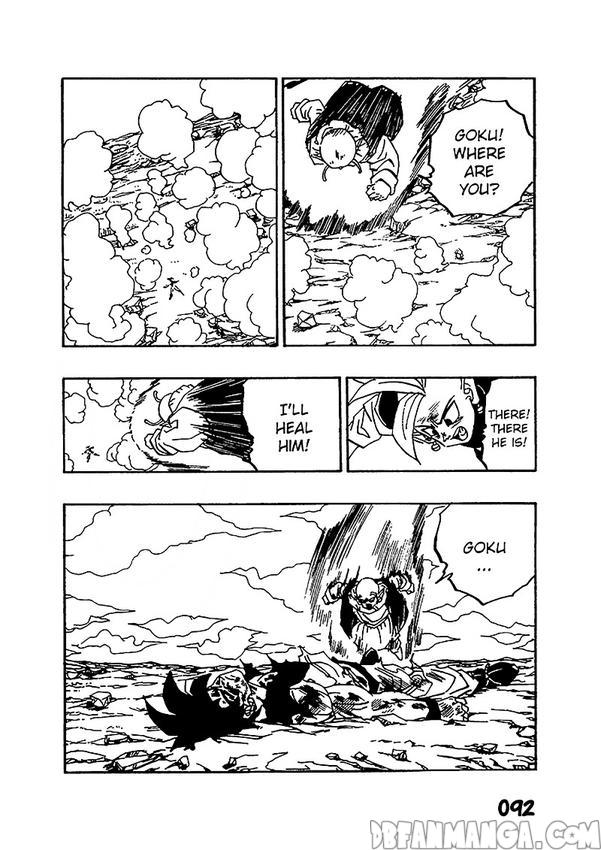 GOKU!
WHERE
ARE
YOU?
THERE!
THERE
HE IS!
I'LL
HEAL
HIM!
GOKU
...
092
DBFANMANGA.COM